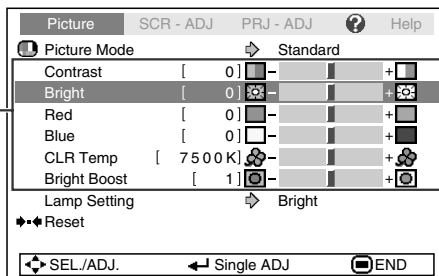 Picture SCR - ADJ PRJ - ADJ ? Help
Picture Mode Standard
Contrast [ 0] - +
Bright [ 0] - +
Red [ 0] - +
Blue [ 0] - +
CLR Temp [ 7500K] - +
Bright Boost [ 1] - +
Lamp Setting Bright
Reset
SEL./ADJ. Single ADJ END